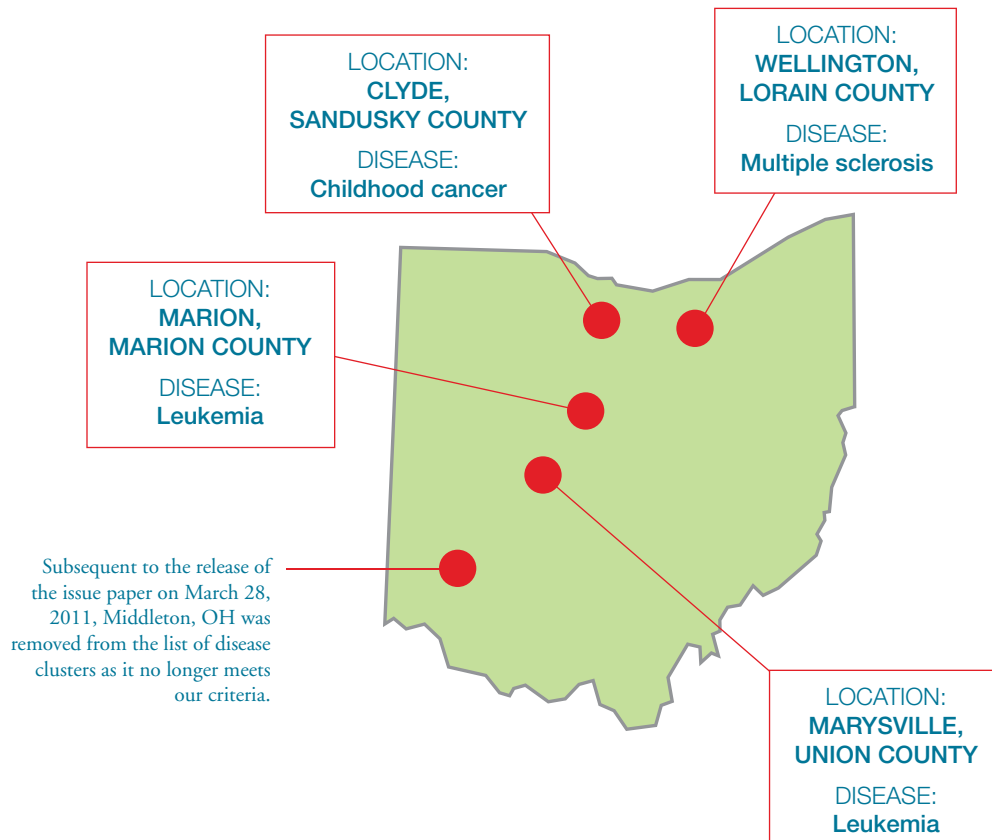 LOCATION:
CLYDE,
SANDUSKY COUNTY
DISEASE:
Childhood cancer
LOCATION:
WELLINGTON,
LORAIN COUNTY
DISEASE:
Multiple sclerosis
LOCATION:
MARION,
MARION COUNTY
DISEASE:
Leukemia
Subsequent to the release of
the issue paper on March 28,
2011, Middleton, OH was
removed from the list of disease
clusters as it no longer meets
our criteria.
LOCATION:
MARYSVILLE,
UNION COUNTY
DISEASE:
Leukemia